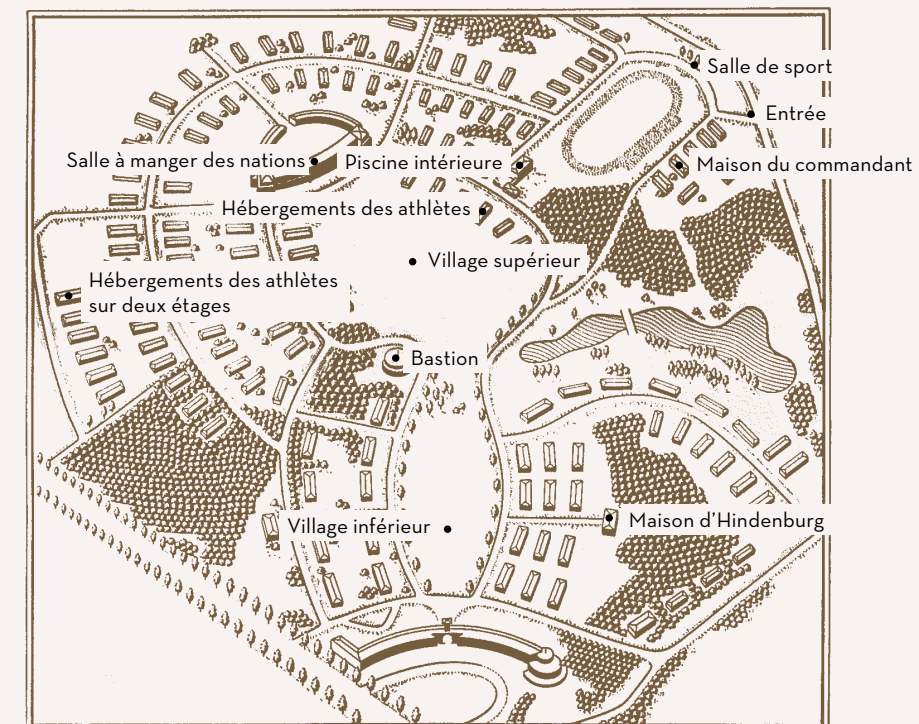 Salle de sport
Entrée
Salle à manger des nations
Piscine intérieure
Maison du commandant
Hébergements des athlètes
Village supérieur
Hébergements des athlètes
sur deux étages
Bastion
Village inférieur
Maison d’Hindenburg